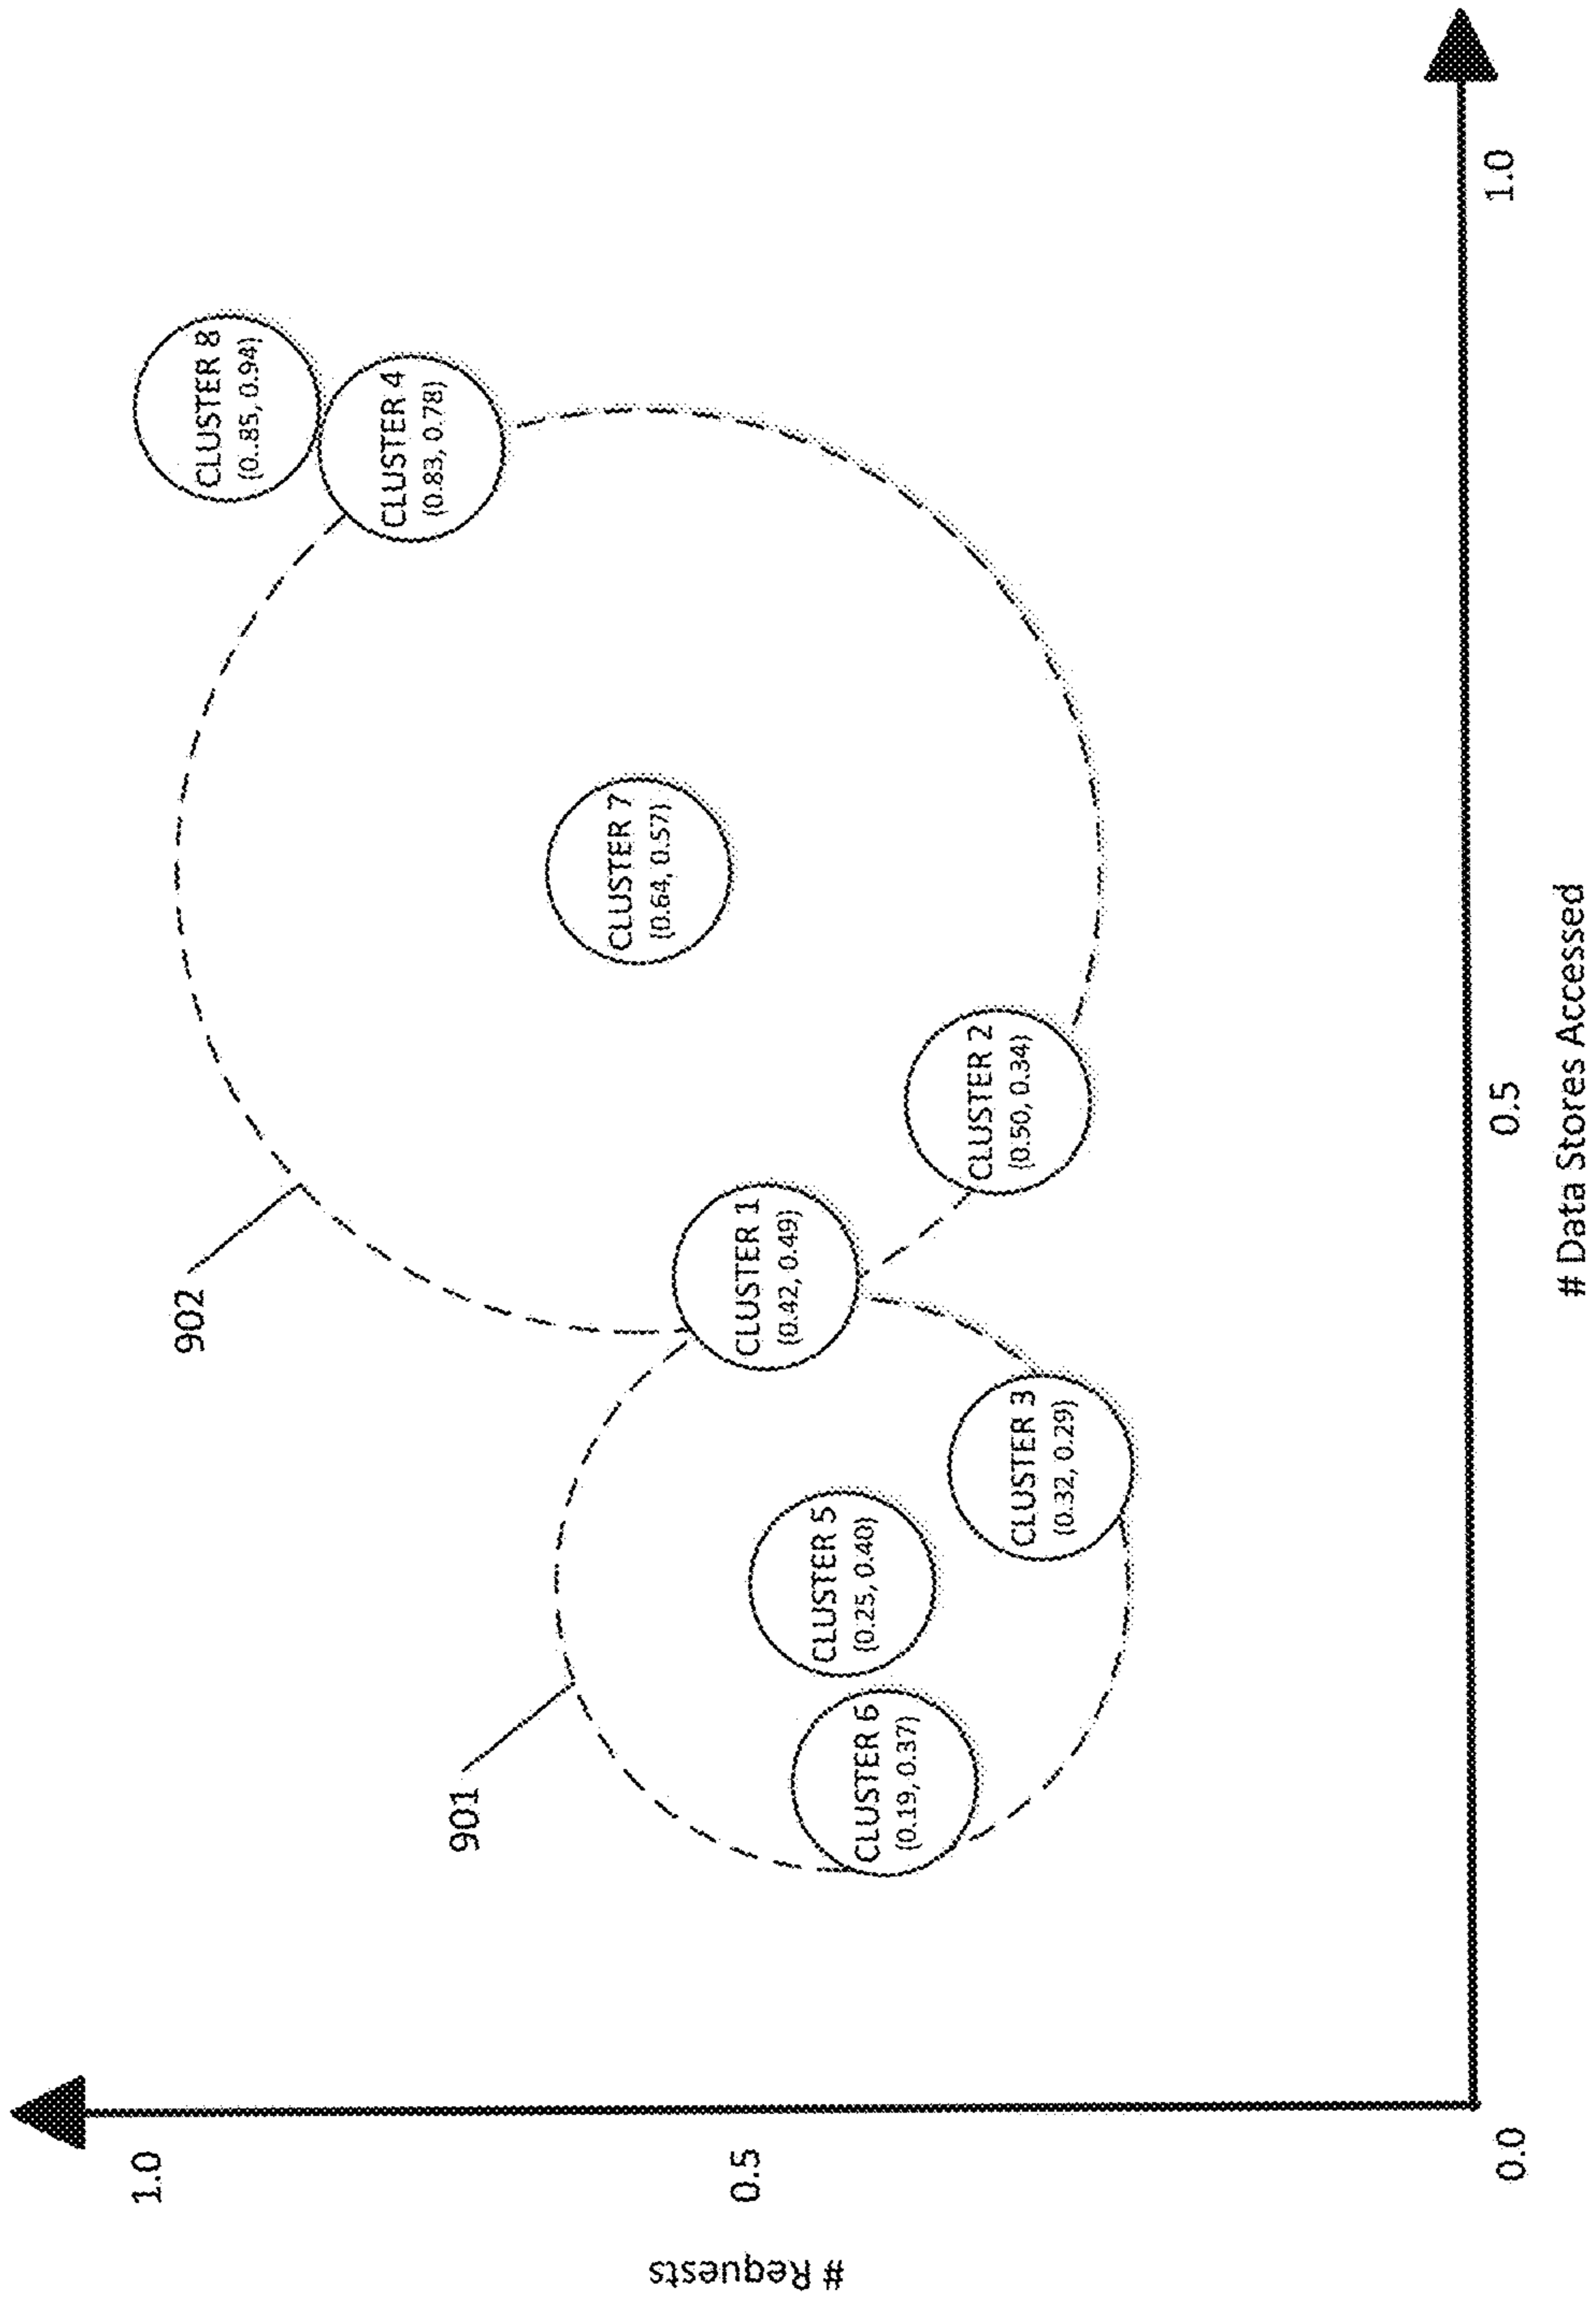 CLUSTER 8
(0..85, 0.94)
CLUSTER 4
(0.83, 0.78)
902
CLUSTER 7
(0.64, 0.57)
CLUSTER 1
(0.42, 0.49)
CLUSTER 2
(0.50, 0.34)
901
CLUSTER 5
(0.25, 0.40)
CLUSTER 6
(0.19, 0.37)
CLUSTER 3
(0.32, 0.29)
# Requests
1.0
0.5
0.0
0.5
1.0
# Data Stores Accessed